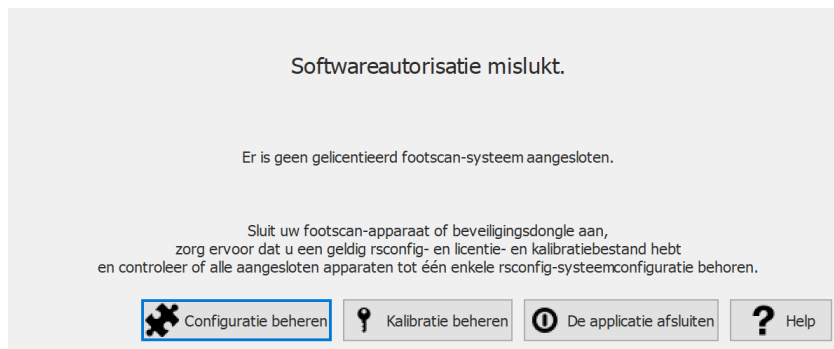 Softwareautorisatie mislukt.
Er is geen gelicentieerd footscan-systeem aangesloten.
Sluit uw footscan-apparaat of beveiligingsdongle aan,
zorg ervoor dat u een geldig rsconfig- en licentie- en kalibratiebestand hebt
en controleer of alle aangesloten apparaten tot één enkele rsconfig-systeemconfiguratie behoren.
Configuratie beheren
Kalibratie beheren
De applicatie afsluiten
Help